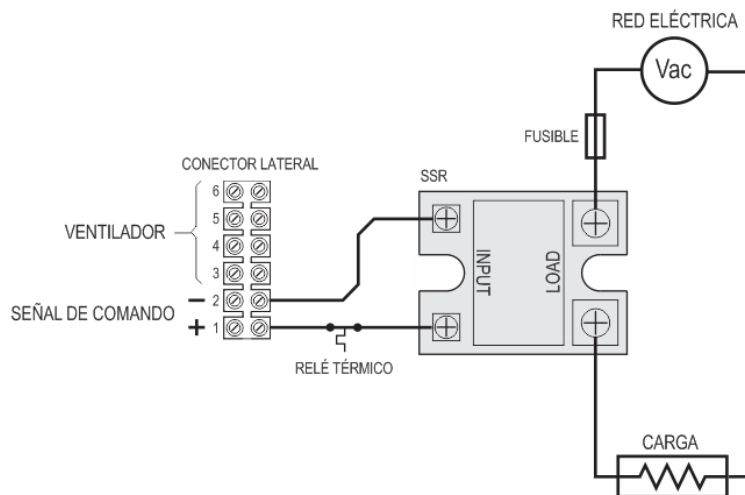 RED ELÉCTRICA
Vac
FUSIBLE
CONECTOR LATERAL
SSR
6
5
VENTILADOR
4
3
INPUT
LOAD
SEÑAL DE COMANDO
- 2
+ 1
RELÉ TÉRMICO
CARGA